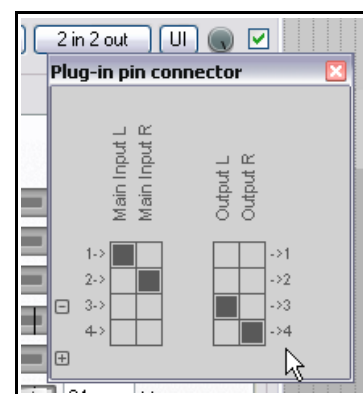 2 in 2 out UI
Plug-in pin connector
Main Input L
Main Input R
Output L
Output R
1->
->1
2->
->2
3->
->3
4->
->4